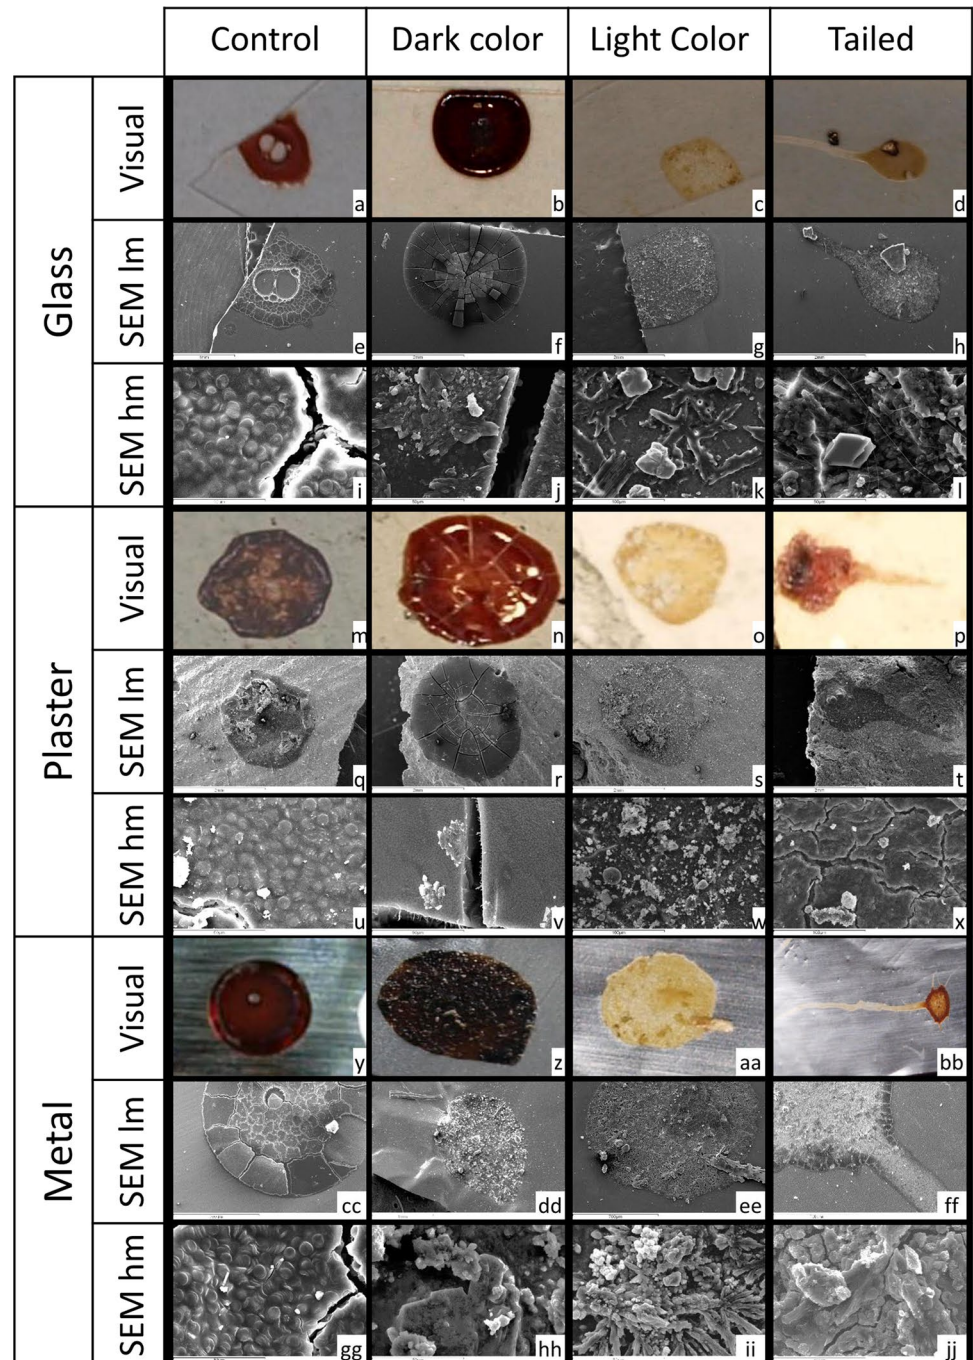 Control Dark color Light Color Tailed
Glass
Visual
a b c d
SEM lm
e f g h
SEM hm
i j k l
Plaster
Visual
m n o p
SEM lm
q r s t
SEM hm
u v w x
Metal
Visual
y z aa bb
SEM lm
cc dd ee ff
SEM hm
gg hh ii jj